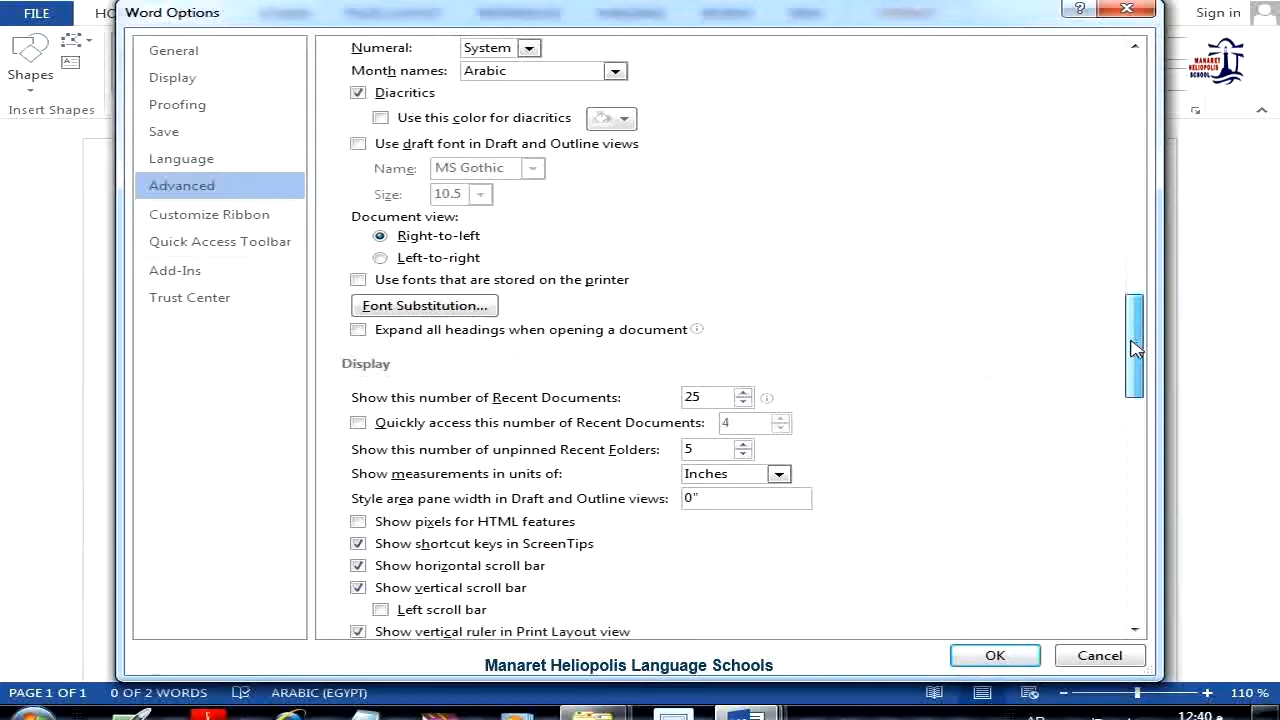 FILE
HO
Word Options
?
Sign in
Shapes
Insert Shapes
MANARET
HELIOPOLIS
SCHOOL
General
Display
Proofing
Save
Language
Advanced
Customize Ribbon
Quick Access Toolbar
Add-Ins
Trust Center
Numeral: System
Month names: Arabic
Diacritics
Use this color for diacritics
Use draft font in Draft and Outline views
Name: MS Gothic
Size: 10.5
Document view:
Right-to-left
Left-to-right
Use fonts that are stored on the printer
Font Substitution...
Expand all headings when opening a document
Display
Show this number of Recent Documents: 25
Quickly access this number of Recent Documents: 4
Show this number of unpinned Recent Folders: 5
Show measurements in units of: Inches
Style area pane width in Draft and Outline views: 0"
Show pixels for HTML features
Show shortcut keys in ScreenTips
Show horizontal scroll bar
Show vertical scroll bar
Left scroll bar
Show vertical ruler in Print Layout view
OK
Cancel
Manaret Heliopolis Language Schools
PAGE 1 OF 1 0 OF 2 WORDS ARABIC (EGYPT) 110 %
12:40 م